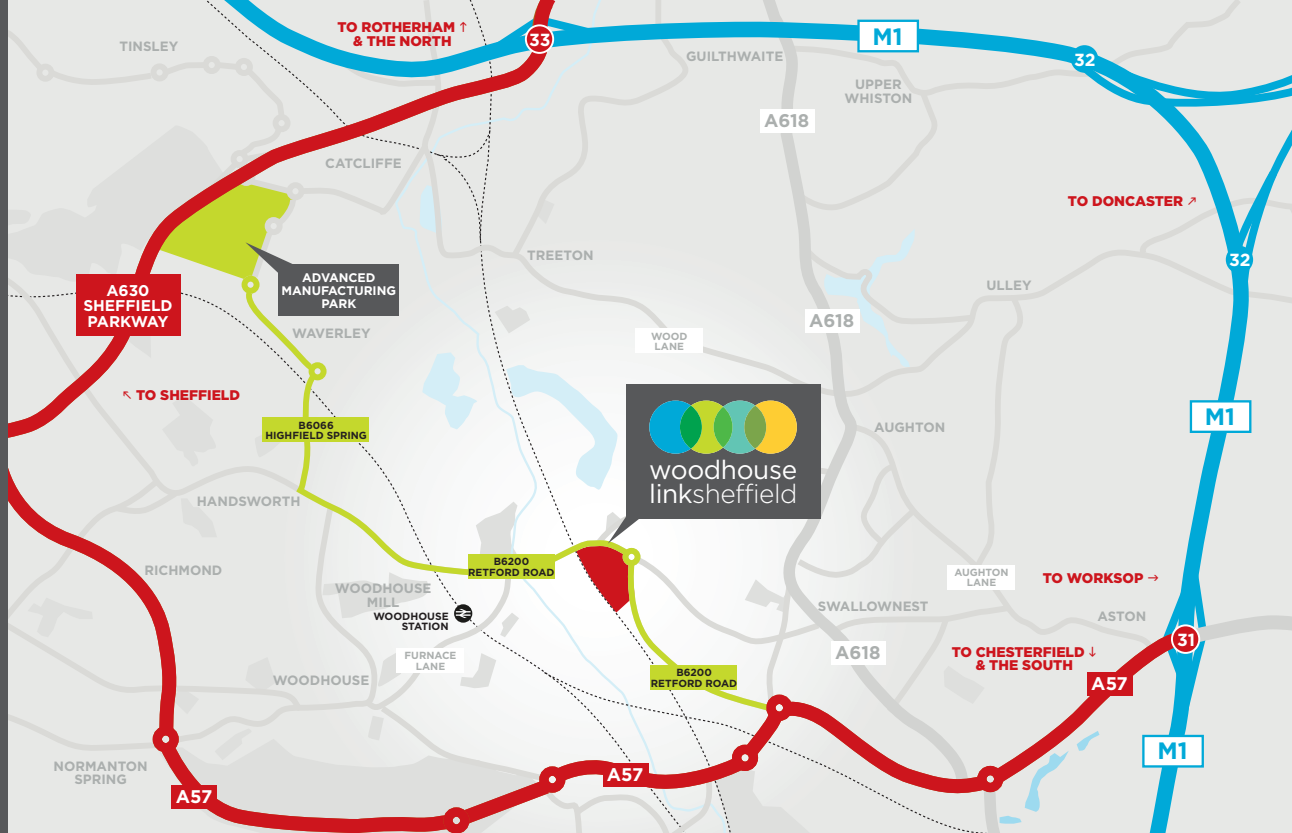 TO ROTHERHAM ↑
& THE NORTH
33
M1
TINSLEY
GUILTHWAITE
32
UPPER
WHISTON
A618
CATCLIFFE
TO DONCASTER ↗
TREETON
32
ADVANCED
MANUFACTURING
PARK
A630
SHEFFIELD
PARKWAY
ULLEY
A618
WAVERLEY
WOOD
LANE
↖ TO SHEFFIELD
M1
B6066
HIGHFIELD SPRING
AUGHTON
woodhouse
linksheffield
HANDSWORTH
RICHMOND
B6200
RETFORD ROAD
AUGHTON
LANE
TO WORKSOP →
WOODHOUSE
MILL
WOODHOUSE
STATION
SWALLOWNEST
ASTON
31
FURNACE
LANE
A618
TO CHESTERFIELD ↓
& THE SOUTH
WOODHOUSE
B6200
RETFORD ROAD
A57
M1
NORMANTON
SPRING
A57
A57